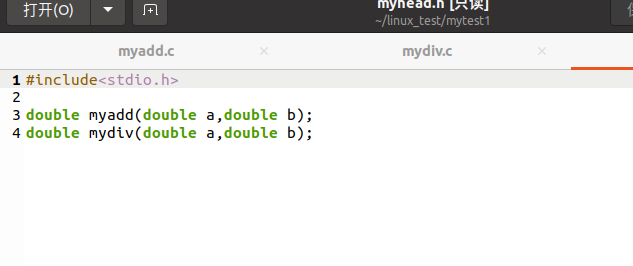 打开(O)
myhead.h [只读]
~/linux_test/mytest1
myadd.c
mydiv.c
1 #include<stdio.h>
2
3 double myadd(double a,double b);
4 double mydiv(double a,double b);